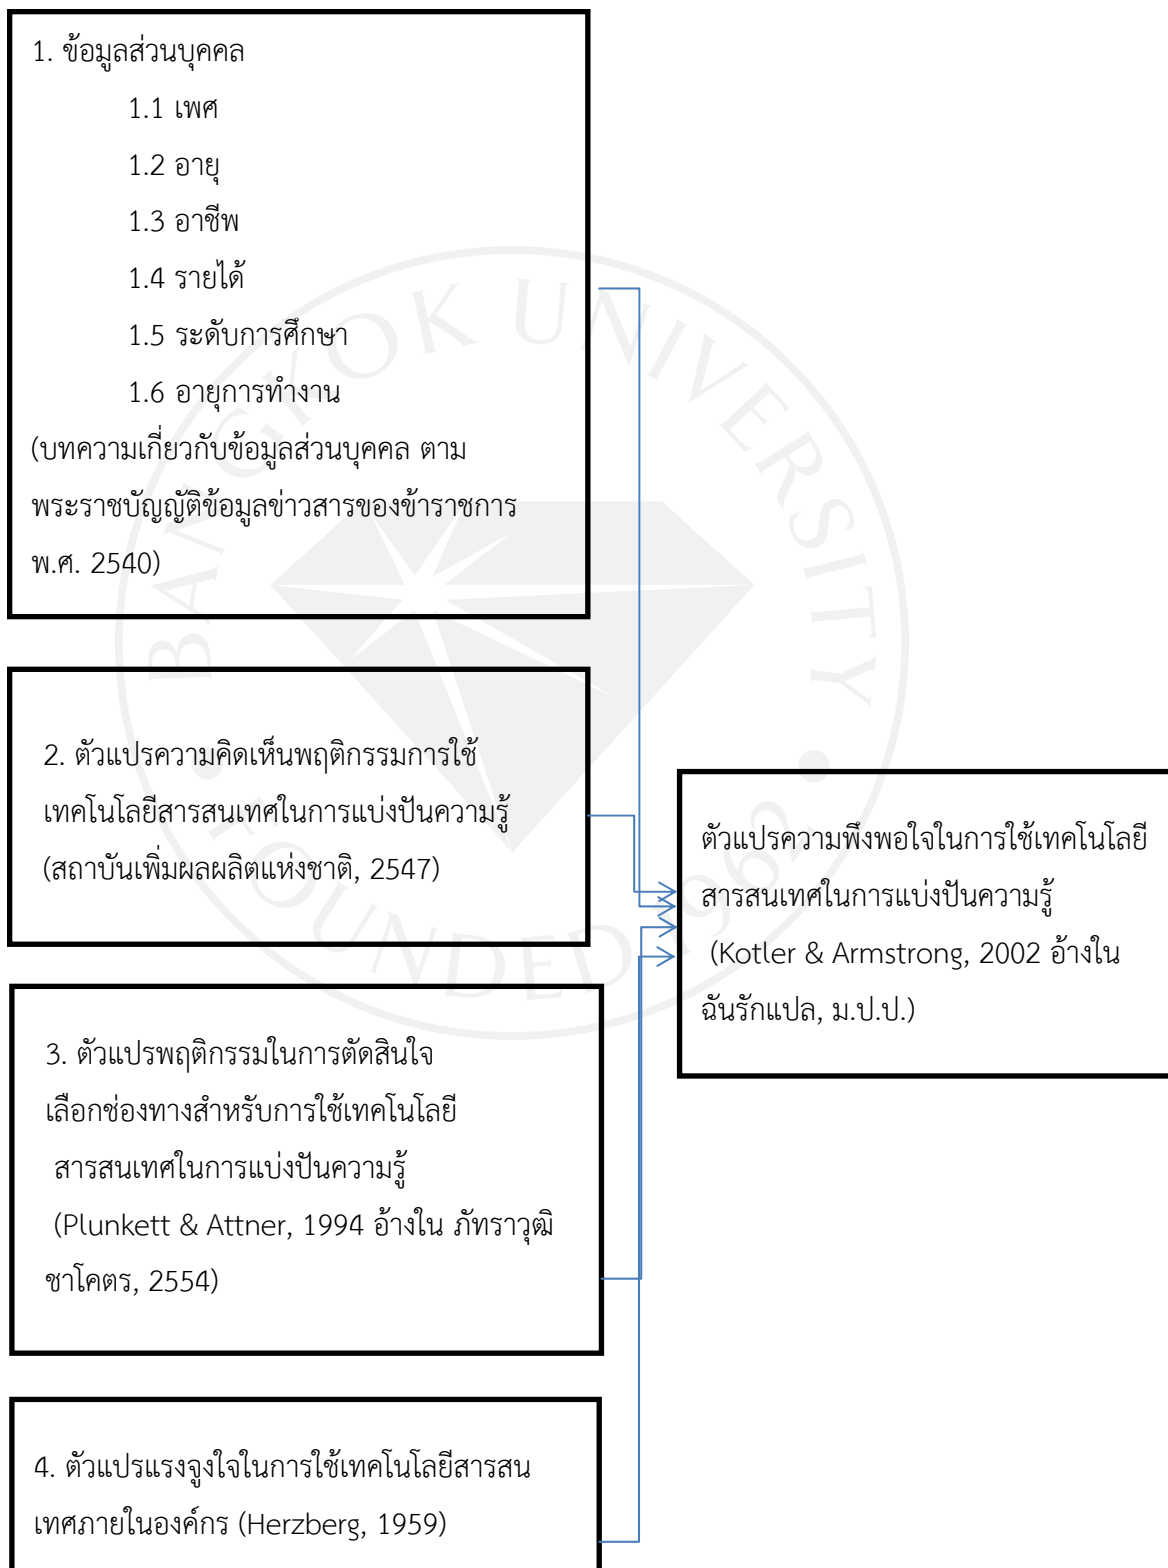 1. ข้อมูลส่วนบุคคล
1.1 เพศ
1.2 อายุ
1.3 อาชีพ
1.4 รายได้
1.5 ระดับการศึกษา
1.6 อายุการทำงาน
(บทความเกี่ยวกับข้อมูลส่วนบุคคล ตาม
พระราชบัญญัติข้อมูลข่าวสารของข้าราชการ
พ.ศ. 2540)
2. ตัวแปรความคิดเห็นพฤติกรรมการใช้
เทคโนโลยีสารสนเทศในการแบ่งปันความรู้
(สถาบันเพิ่มผลผลิตแห่งชาติ, 2547)
3. ตัวแปรพฤติกรรมในการตัดสินใจ
เลือกช่องทางสำหรับการใช้เทคโนโลยี
สารสนเทศในการแบ่งปันความรู้
(Plunkett & Attner, 1994 อ้างใน ภัทราวุฒิ
ชาโคตร, 2554)
4. ตัวแปรแรงจูงใจในการใช้เทคโนโลยีสารสน
เทศภายในองค์กร (Herzberg, 1959)
ตัวแปรความพึงพอใจในการใช้เทคโนโลยี
สารสนเทศในการแบ่งปันความรู้
(Kotler & Armstrong, 2002 อ้างใน
ฉันรักแปล, ม.ป.ป.)
BANGKOK UNIVERSITY
FOUNDED 1962